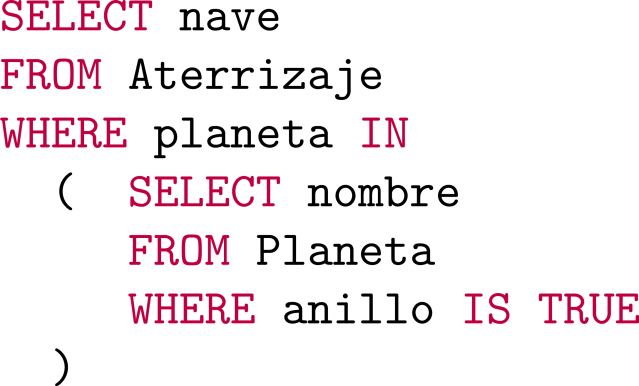 SELECT nave
FROM Aterrizaje
WHERE planeta IN
( SELECT nombre
FROM Planeta
WHERE anillo IS TRUE
)